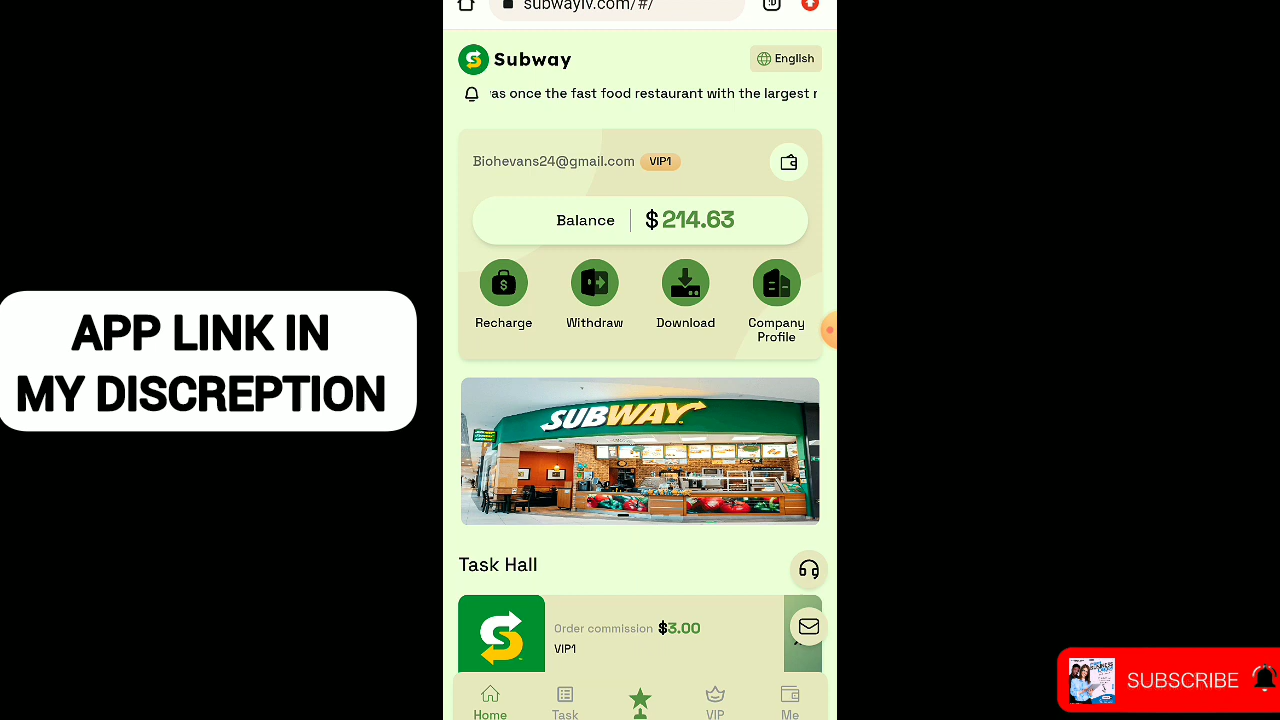 subwaylv.com/#/
Subway
English
as once the fast food restaurant with the largest
Biohevans24@gmail.com VIP1
Balance $214.63
Recharge Withdraw Download Company Profile
SUBWAY
APP LINK IN
MY DISCREPTION
Task Hall
Order commission $3.00
VIP1
SUBSCRIBE
Home Task VIP Me